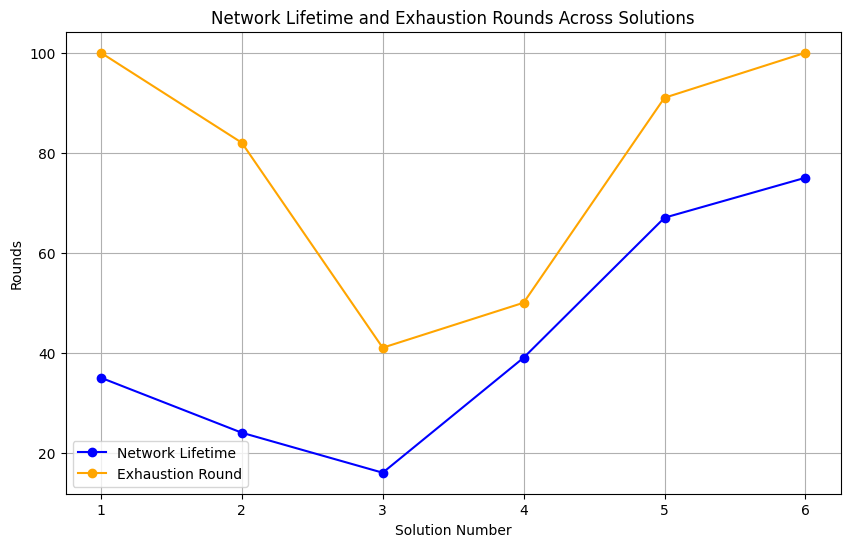 Network Lifetime and Exhaustion Rounds Across Solutions
100
80
60
40
20
Rounds
Network Lifetime
Exhaustion Round
1 2 3 4 5 6
Solution Number